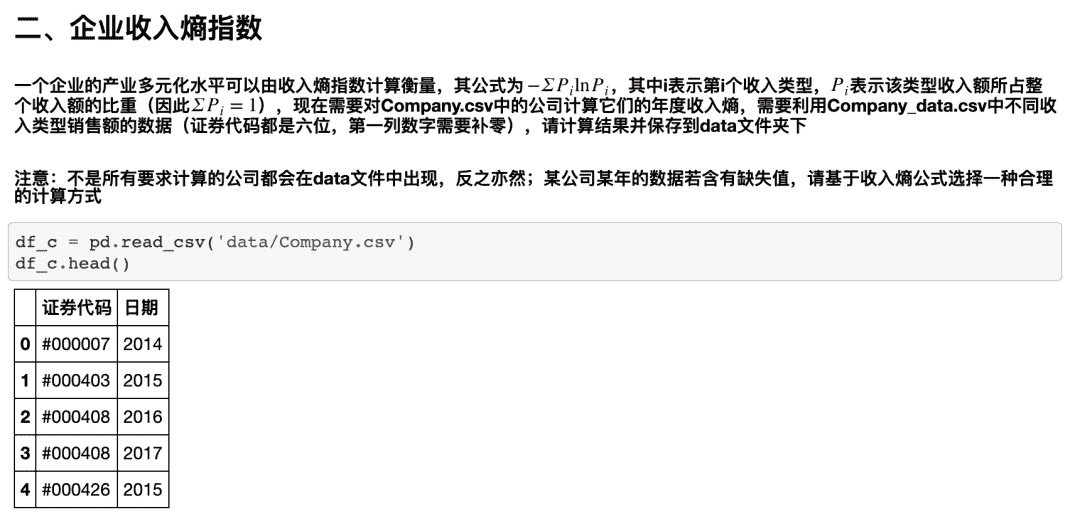 二、企业收入熵指数
一个企业的产业多元化水平可以由收入熵指数计算衡量，其公式为 −ΣPᵢlnPᵢ，其中i表示第i个收入类型，Pᵢ表示该类型收入额所占整
个收入额的比重（因此ΣPᵢ = 1），现在需要对Company.csv中的公司计算它们的年度收入熵，需要利用Company_data.csv中不同收
入类型销售额的数据（证券代码都是六位，第一列数字需要补零），请计算结果并保存到data文件夹下
注意：不是所有要求计算的公司都会在data文件中出现，反之亦然；某公司某年的数据若含有缺失值，请基于收入熵公式选择一种合理
的计算方式
df_c = pd.read_csv('data/Company.csv')
df_c.head()
证券代码 日期
0 #000007 2014
1 #000403 2015
2 #000408 2016
3 #000408 2017
4 #000426 2015